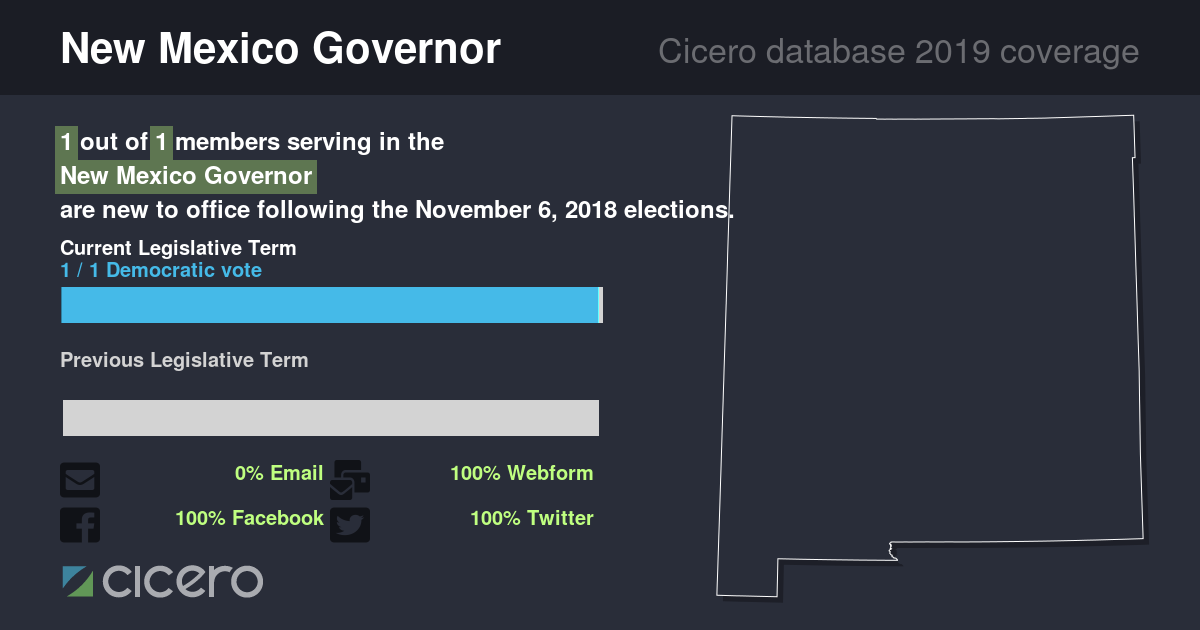 New Mexico Governor
Cicero database 2019 coverage
1 out of 1 members serving in the
New Mexico Governor
are new to office following the November 6, 2018 elections.
Current Legislative Term
1 / 1 Democratic vote
Previous Legislative Term
0% Email
100% Webform
100% Facebook
100% Twitter
cicero